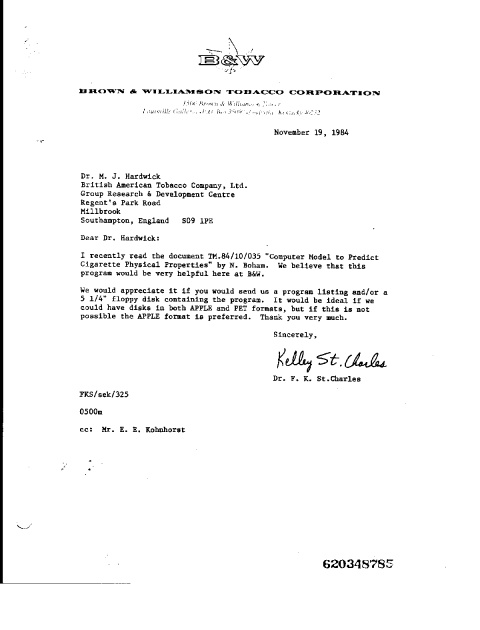 B&W
BROWN & WILLIAMSON TOBACCO CORPORATION
1500 Brown & Williamson Tower
Louisville Galleria Kentucky 40232
November 19, 1984
Dr. M. J. Hardwick
British American Tobacco Company, Ltd.
Group Research & Development Centre
Regent's Park Road
Millbrook
Southampton, England SO9 1PE
Dear Dr. Hardwick:
I recently read the document TM.84/10/035 "Computer Model to Predict
Cigarette Physical Properties" by N. Boham. We believe that this
program would be very helpful here at B&W.
We would appreciate it if you would send us a program listing and/or a
5 1/4" floppy disk containing the program. It would be ideal if we
could have disks in both APPLE and PET formats, but if this is not
possible the APPLE format is preferred. Thank you very much.
Sincerely,
Kelley St. Charles
Dr. F. K. St.Charles
FKS/sek/325
0500m
cc: Mr. E. E. Kohnhorst
620348785